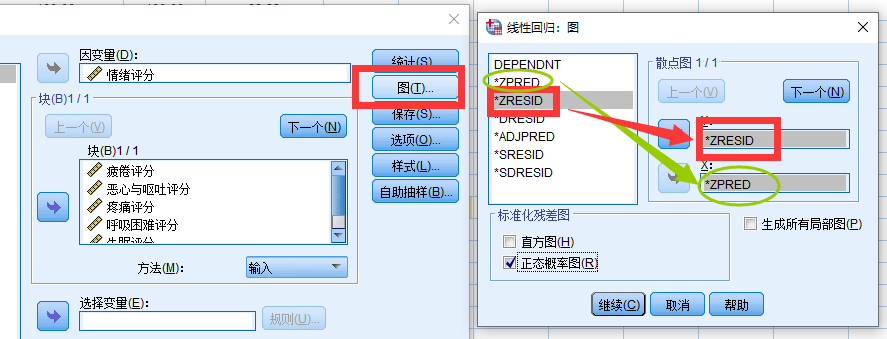 因变量(D):
情绪评分
块(B)1 / 1
上一个(V)
下一个(N)
块(B)1 / 1
疲倦评分
恶心与呕吐评分
疼痛评分
呼吸困难评分
方法(M):
输入
选择变量(E):
规则(U)...
统计(S)...
图(T)...
保存(S)...
选项(O)...
样式(L)...
自助抽样(B)...
线性回归：图
DEPENDNT
*ZPRED
*ZRESID
*DRESID
*ADJPRED
*SRESID
*SDRESID
散点图 1 / 1
上一个(V)
下一个(N)
*ZRESID
X:
*ZPRED
标准化残差图
直方图(H)
正态概率图(R)
生成所有局部图(P)
继续(C)
取消
帮助